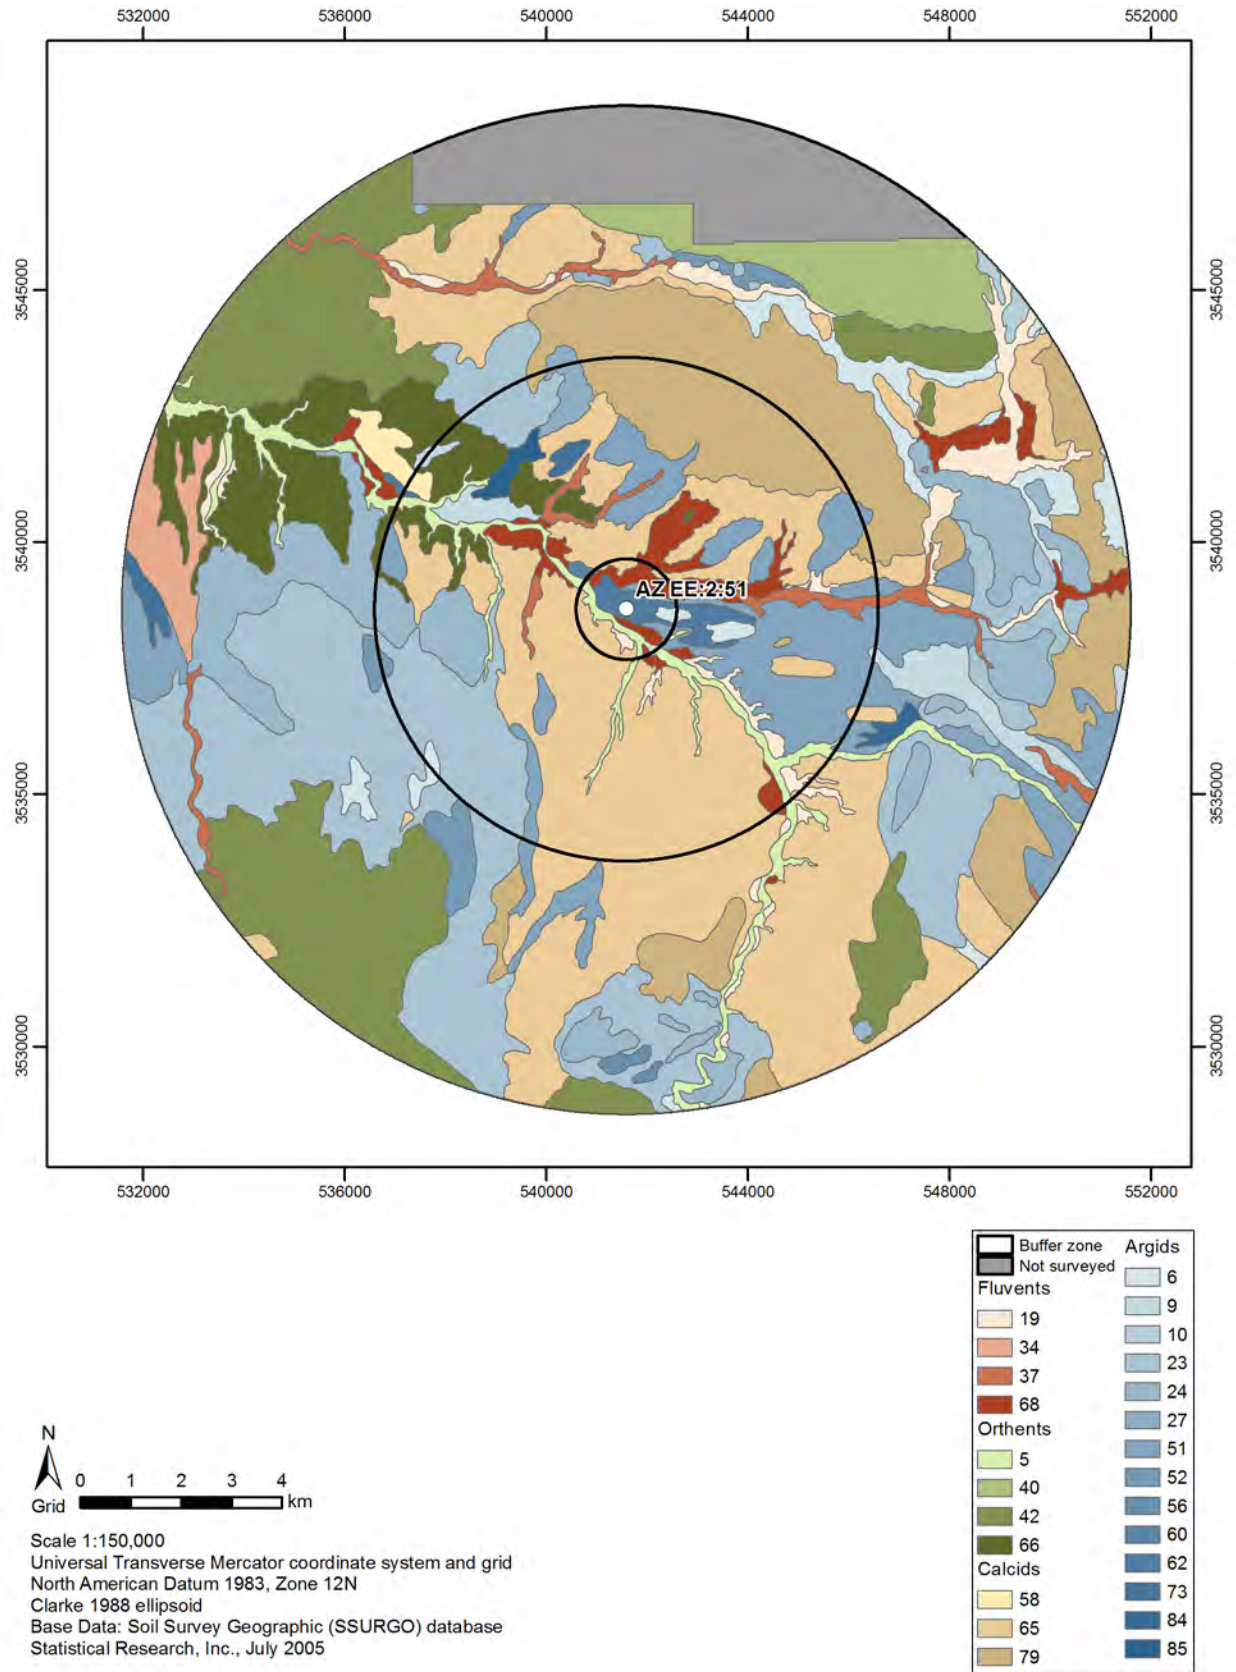 532000 536000 540000 544000 548000 552000
3545000 3545000
3540000 3540000
AZ EE:2:51
3535000 3535000
3530000 3530000
532000 536000 540000 544000 548000 552000
Buffer zone
Not surveyed
Fluvents
19
34
37
68
Orthents
5
40
42
66
Calcids
58
65
79
Argids
6
9
10
23
24
27
51
52
56
60
62
73
84
85
N
Grid
0 1 2 3 4
km
Scale 1:150,000
Universal Transverse Mercator coordinate system and grid
North American Datum 1983, Zone 12N
Clarke 1988 ellipsoid
Base Data: Soil Survey Geographic (SSURGO) database
Statistical Research, Inc., July 2005